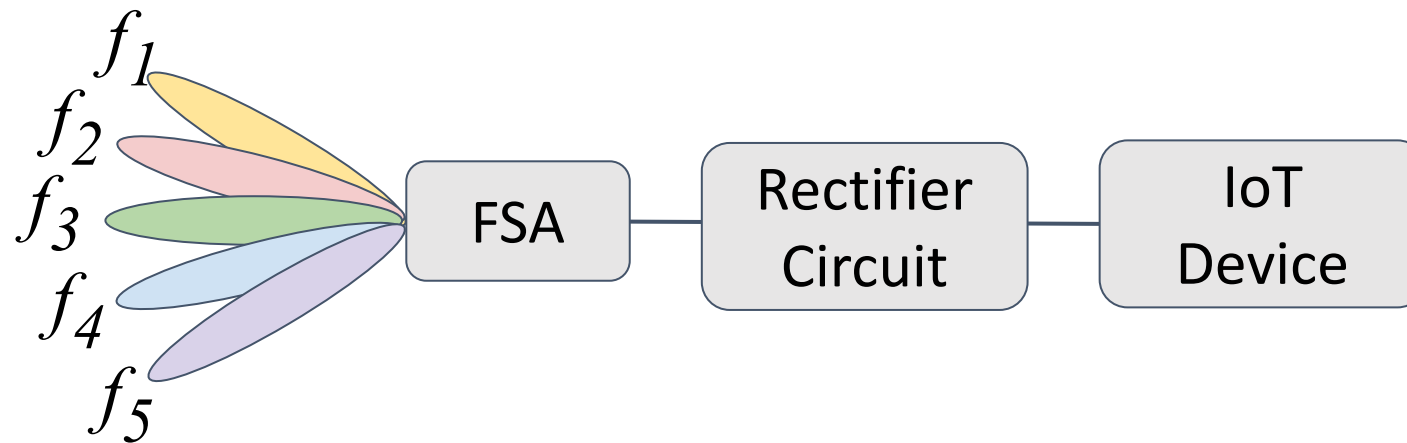 f1
f2
f3
f4
f5
FSA
Rectifier
Circuit
IoT
Device